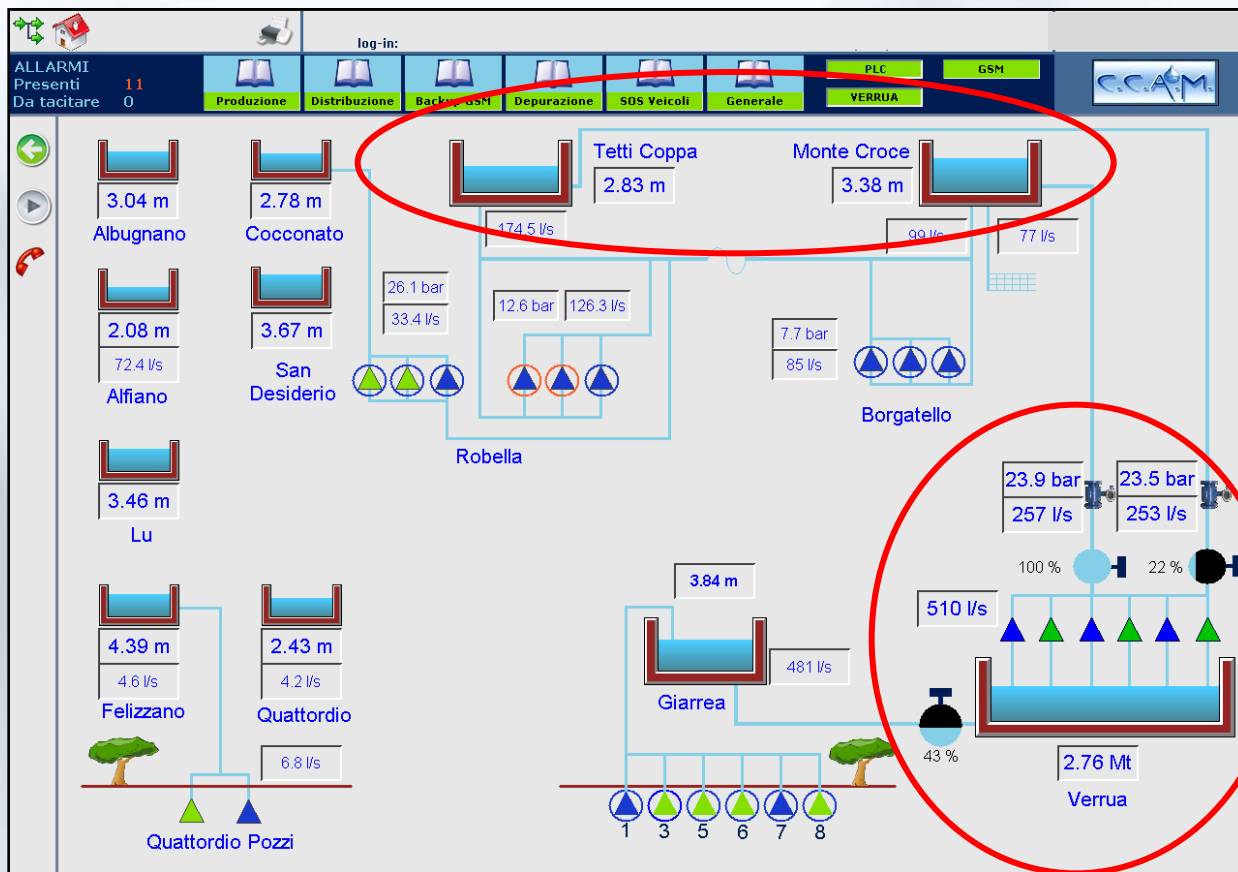 log-in:
ALLARMI
Presenti 11
Da tacitare 0
Produzione
Distribuzione
Backup GSM
Depurazione
SOS Veicoli
Generale
PLC
GSM
VERRUA
C.C.A.M.
3.04 m
Albugnano
2.78 m
Cocconato
Tetti Coppa
2.83 m
174.5 l/s
Monte Croce
3.38 m
99 l/s
77 l/s
2.08 m
72.4 l/s
Alfiano
3.67 m
San
Desiderio
26.1 bar
33.4 l/s
12.6 bar
126.3 l/s
7.7 bar
85 l/s
Borgatello
Robella
3.46 m
Lu
23.9 bar
257 l/s
23.5 bar
253 l/s
100 %
22 %
510 l/s
4.39 m
4.6 l/s
Felizzano
2.43 m
4.2 l/s
Quattordio
6.8 l/s
Quattordio Pozzi
3.84 m
481 l/s
Giarrea
43 %
2.76 Mt
Verrua
1 3 5 6 7 8